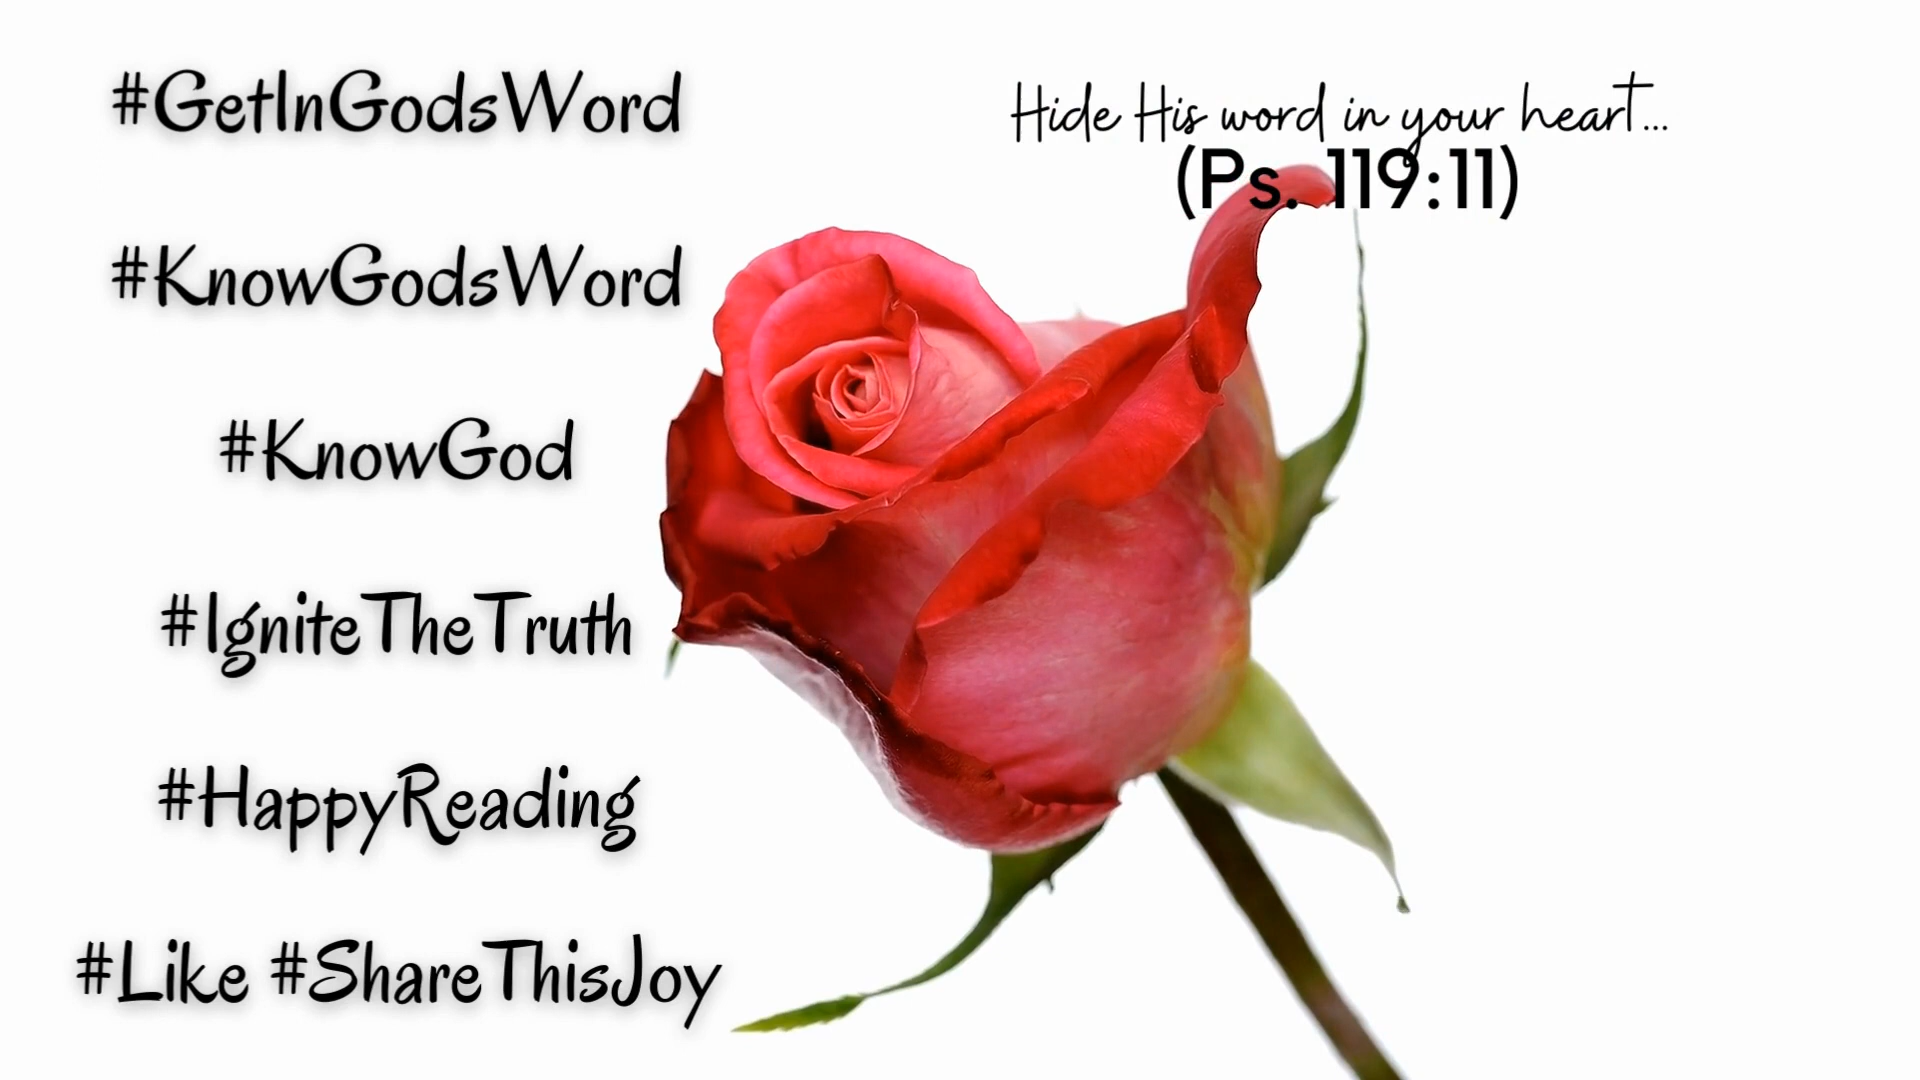 #GetInGodsWord
#KnowGodsWord
#KnowGod
#IgniteTheTruth
#HappyReading
#Like #ShareThisJoy
Hide His word in your heart...
(Ps. 119:11)